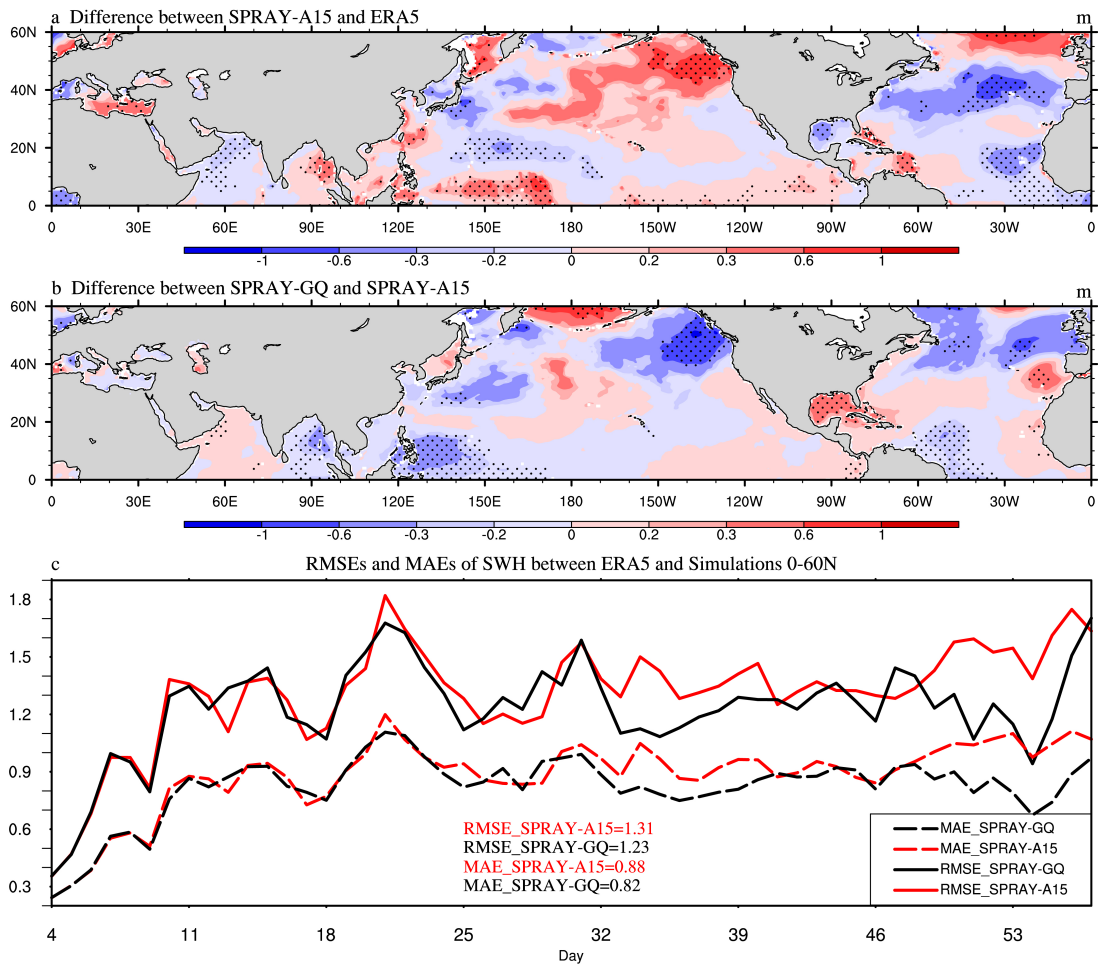 a Difference between SPRAY-A15 and ERA5 m
60N
40N
20N
0
0 30E 60E 90E 120E 150E 180 150W 120W 90W 60W 30W 0
-1 -0.6 -0.3 -0.2 0 0.2 0.3 0.6 1
b Difference between SPRAY-GQ and SPRAY-A15 m
60N
40N
20N
0
0 30E 60E 90E 120E 150E 180 150W 120W 90W 60W 30W 0
-1 -0.6 -0.3 -0.2 0 0.2 0.3 0.6 1
c RMSEs and MAEs of SWH between ERA5 and Simulations 0-60N
1.8
1.5
1.2
0.9
0.6
0.3
RMSE_SPRAY-A15=1.31
RMSE_SPRAY-GQ=1.23
MAE_SPRAY-A15=0.88
MAE_SPRAY-GQ=0.82
MAE_SPRAY-GQ
MAE_SPRAY-A15
RMSE_SPRAY-GQ
RMSE_SPRAY-A15
4 11 18 25 32 39 46 53
Day